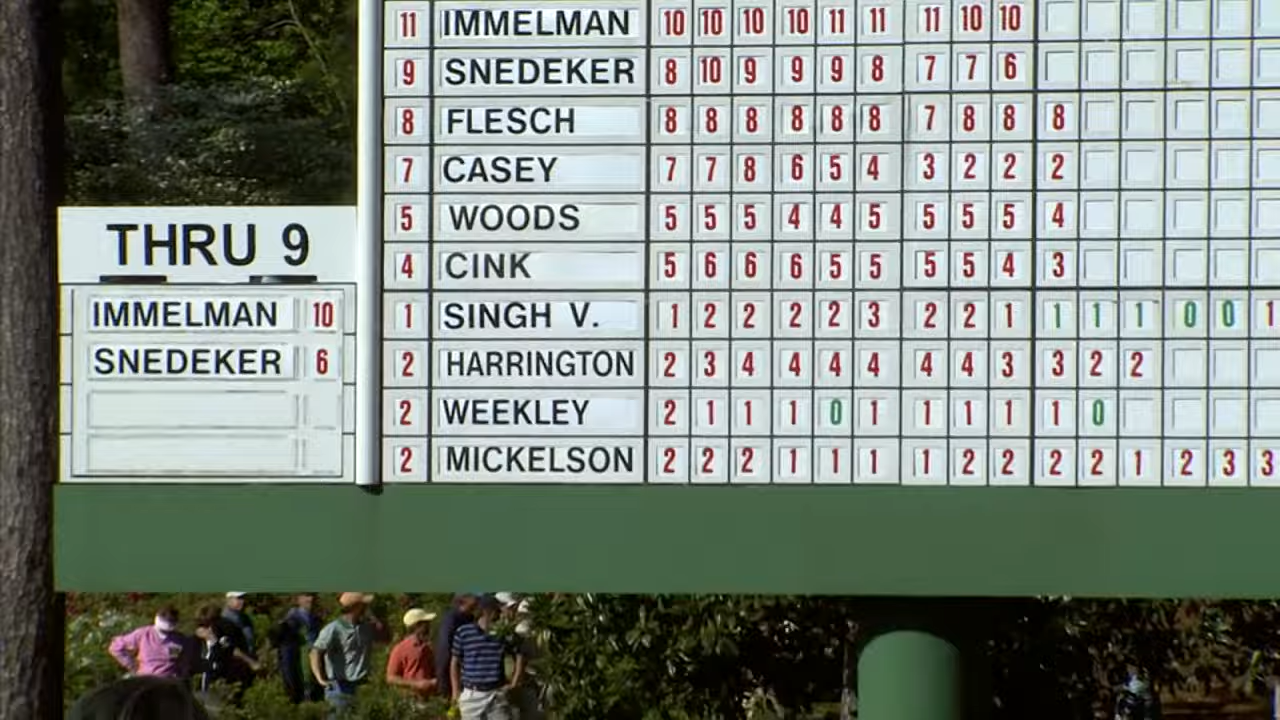 11 IMMELMAN 10 10 10 10 11 11 11 10 10
9 SNEDEKER 8 10 9 9 9 8 7 7 6
8 FLESCH 8 8 8 8 8 8 7 8 8 8
7 CASEY 7 7 8 6 5 4 3 2 2 2
5 WOODS 5 5 5 4 4 5 5 5 5 4
4 CINK 5 6 6 6 5 5 5 5 4 3
1 SINGH V. 1 2 2 2 2 3 2 2 1 1 1 1 0 0 1
2 HARRINGTON 2 3 4 4 4 4 4 4 3 3 2 2
2 WEEKLEY 2 1 1 1 0 1 1 1 1 1 0
2 MICKELSON 2 2 2 1 1 1 1 2 2 2 2 1 2 3 3
THRU 9
IMMELMAN 10
SNEDEKER 6